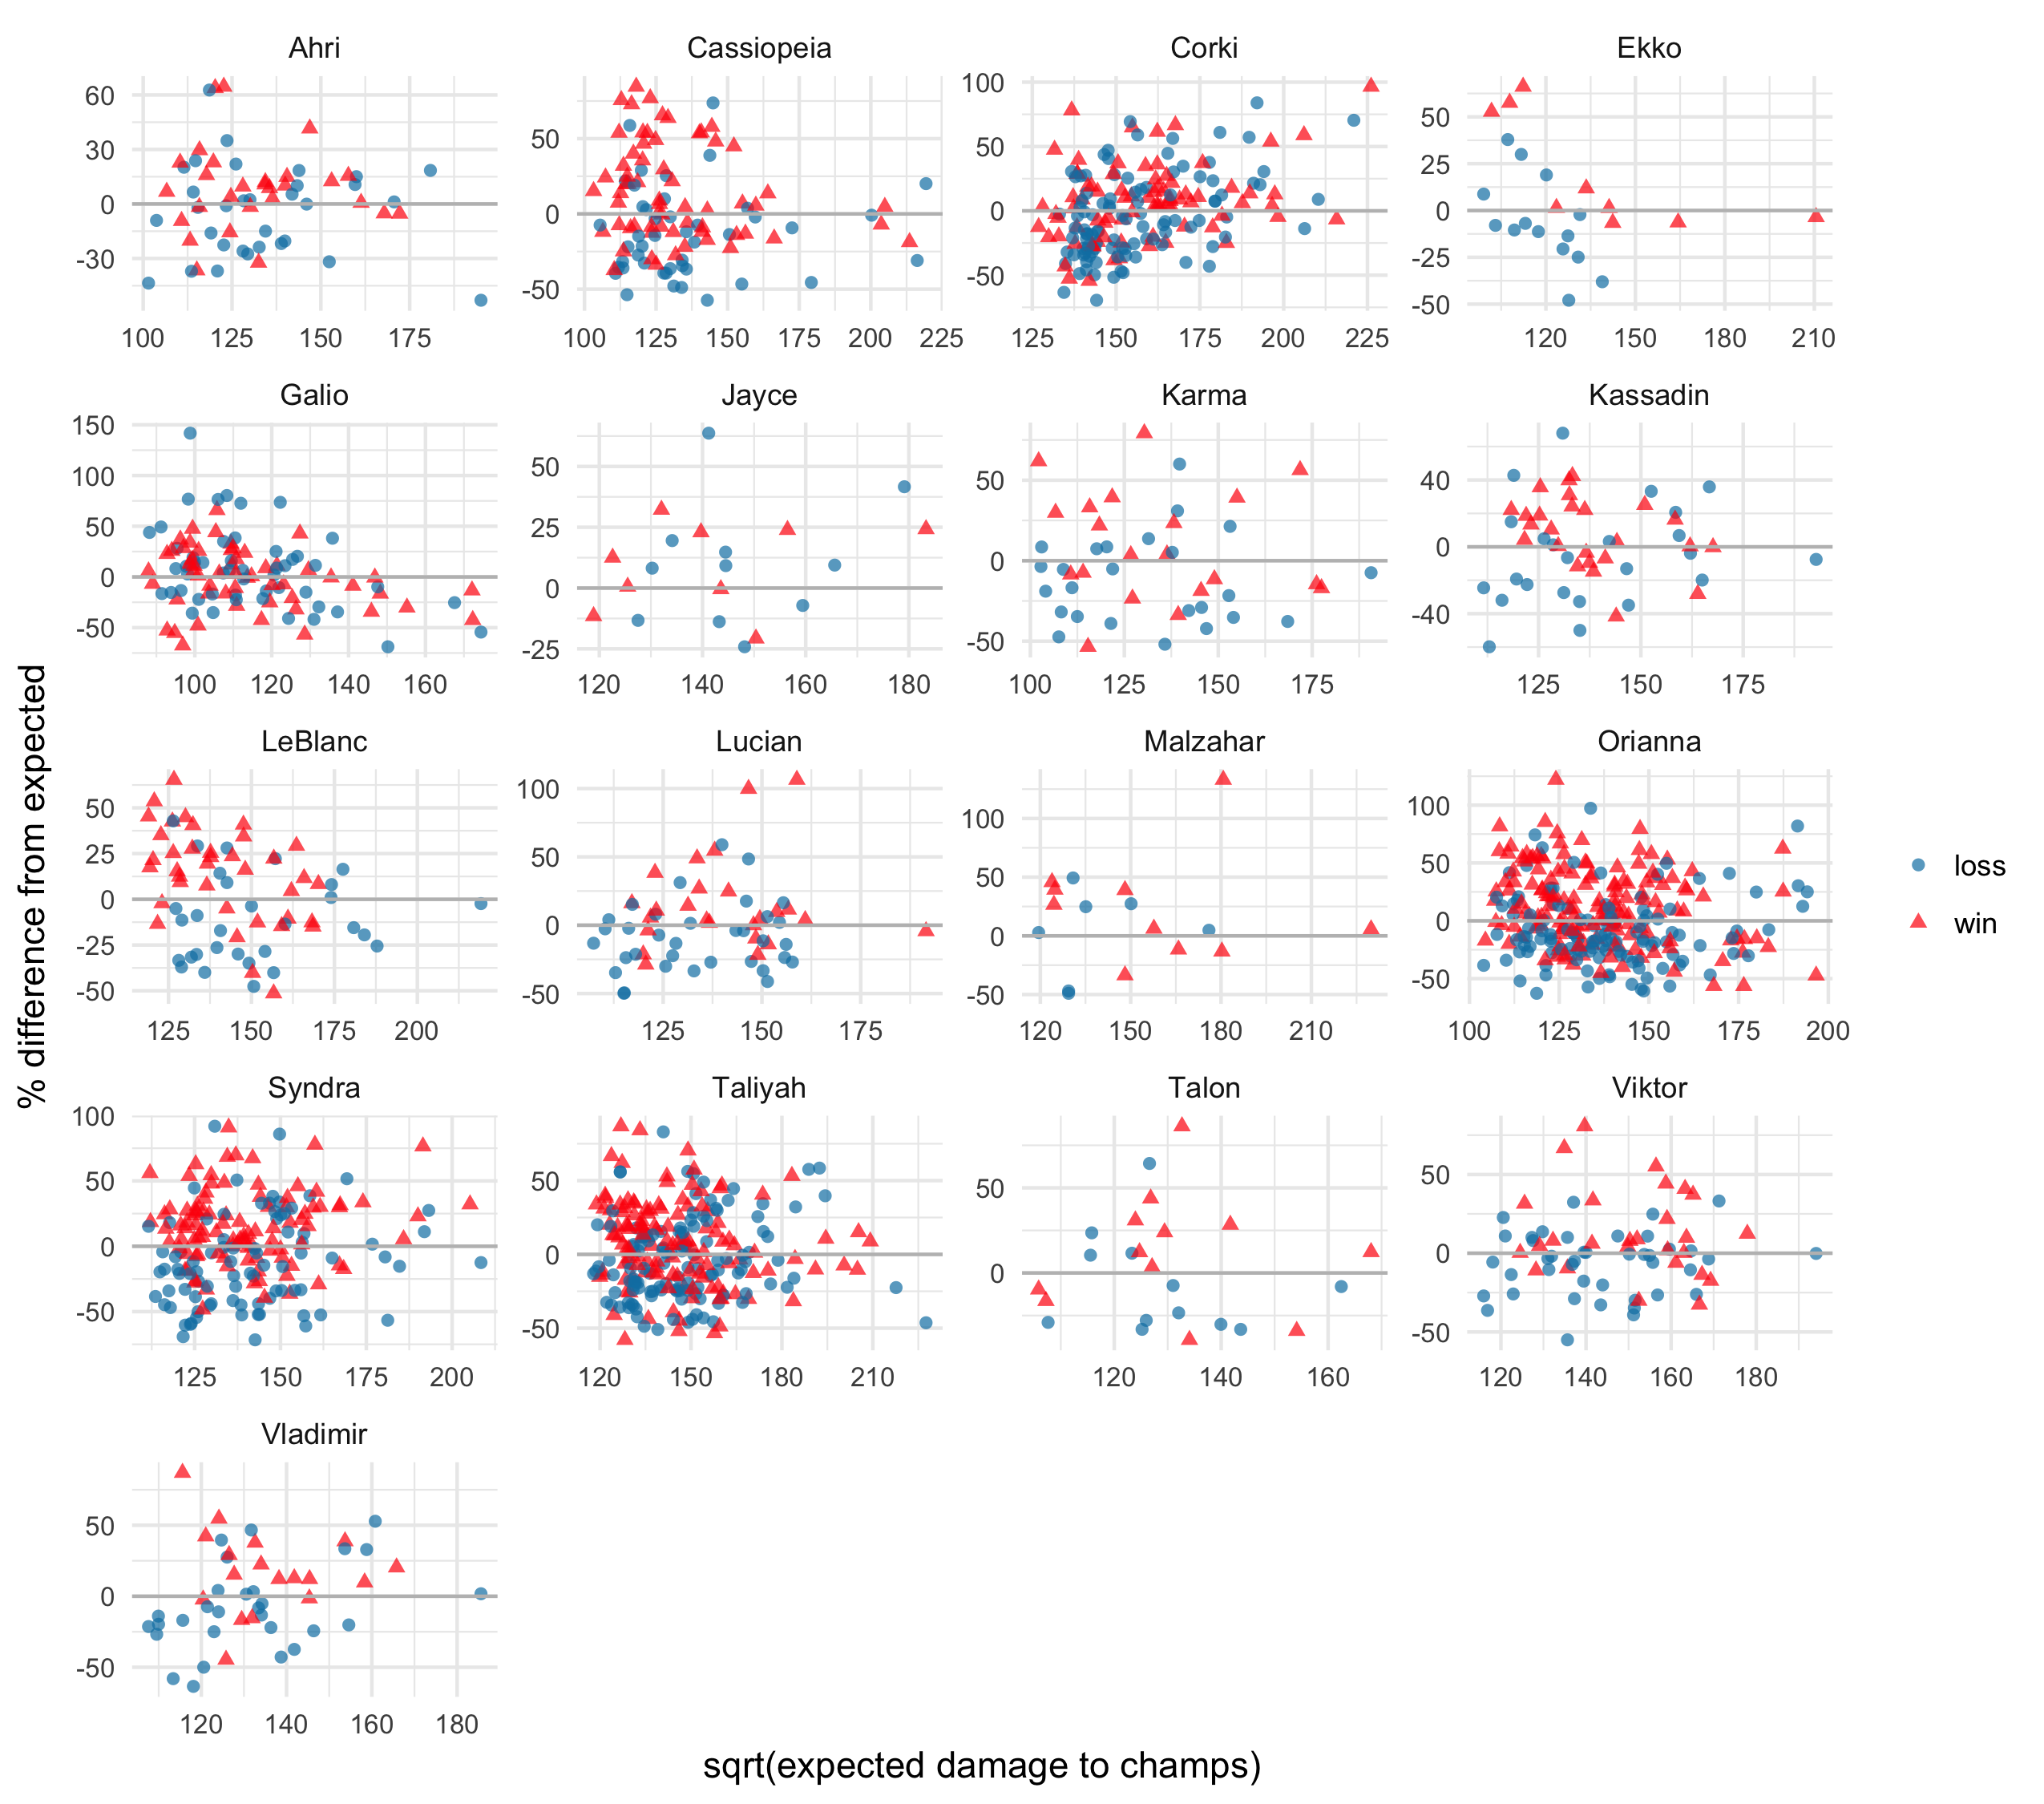 Ahri
Cassiopeia
Corki
Ekko
60
30
0
-30
100 125 150 175
50
0
-50
100 125 150 175 200 225
100
50
0
-50
125 150 175 200 225
50
25
0
-25
-50
120 150 180 210
Galio
Jayce
Karma
Kassadin
150
100
50
0
-50
100 120 140 160
50
25
0
-25
120 140 160 180
50
0
-50
100 125 150 175
40
0
-40
125 150 175
LeBlanc
Lucian
Malzahar
Orianna
50
25
0
-25
-50
125 150 175 200
100
50
0
-50
125 150 175
100
50
0
-50
120 150 180 210
100
50
0
-50
100 125 150 175 200
Syndra
Taliyah
Talon
Viktor
100
50
0
-50
125 150 175 200
50
0
-50
120 150 180 210
50
0
120 140 160
50
0
-50
120 140 160 180
Vladimir
50
0
-50
120 140 160 180
% difference from expected
sqrt(expected damage to champs)
loss
win